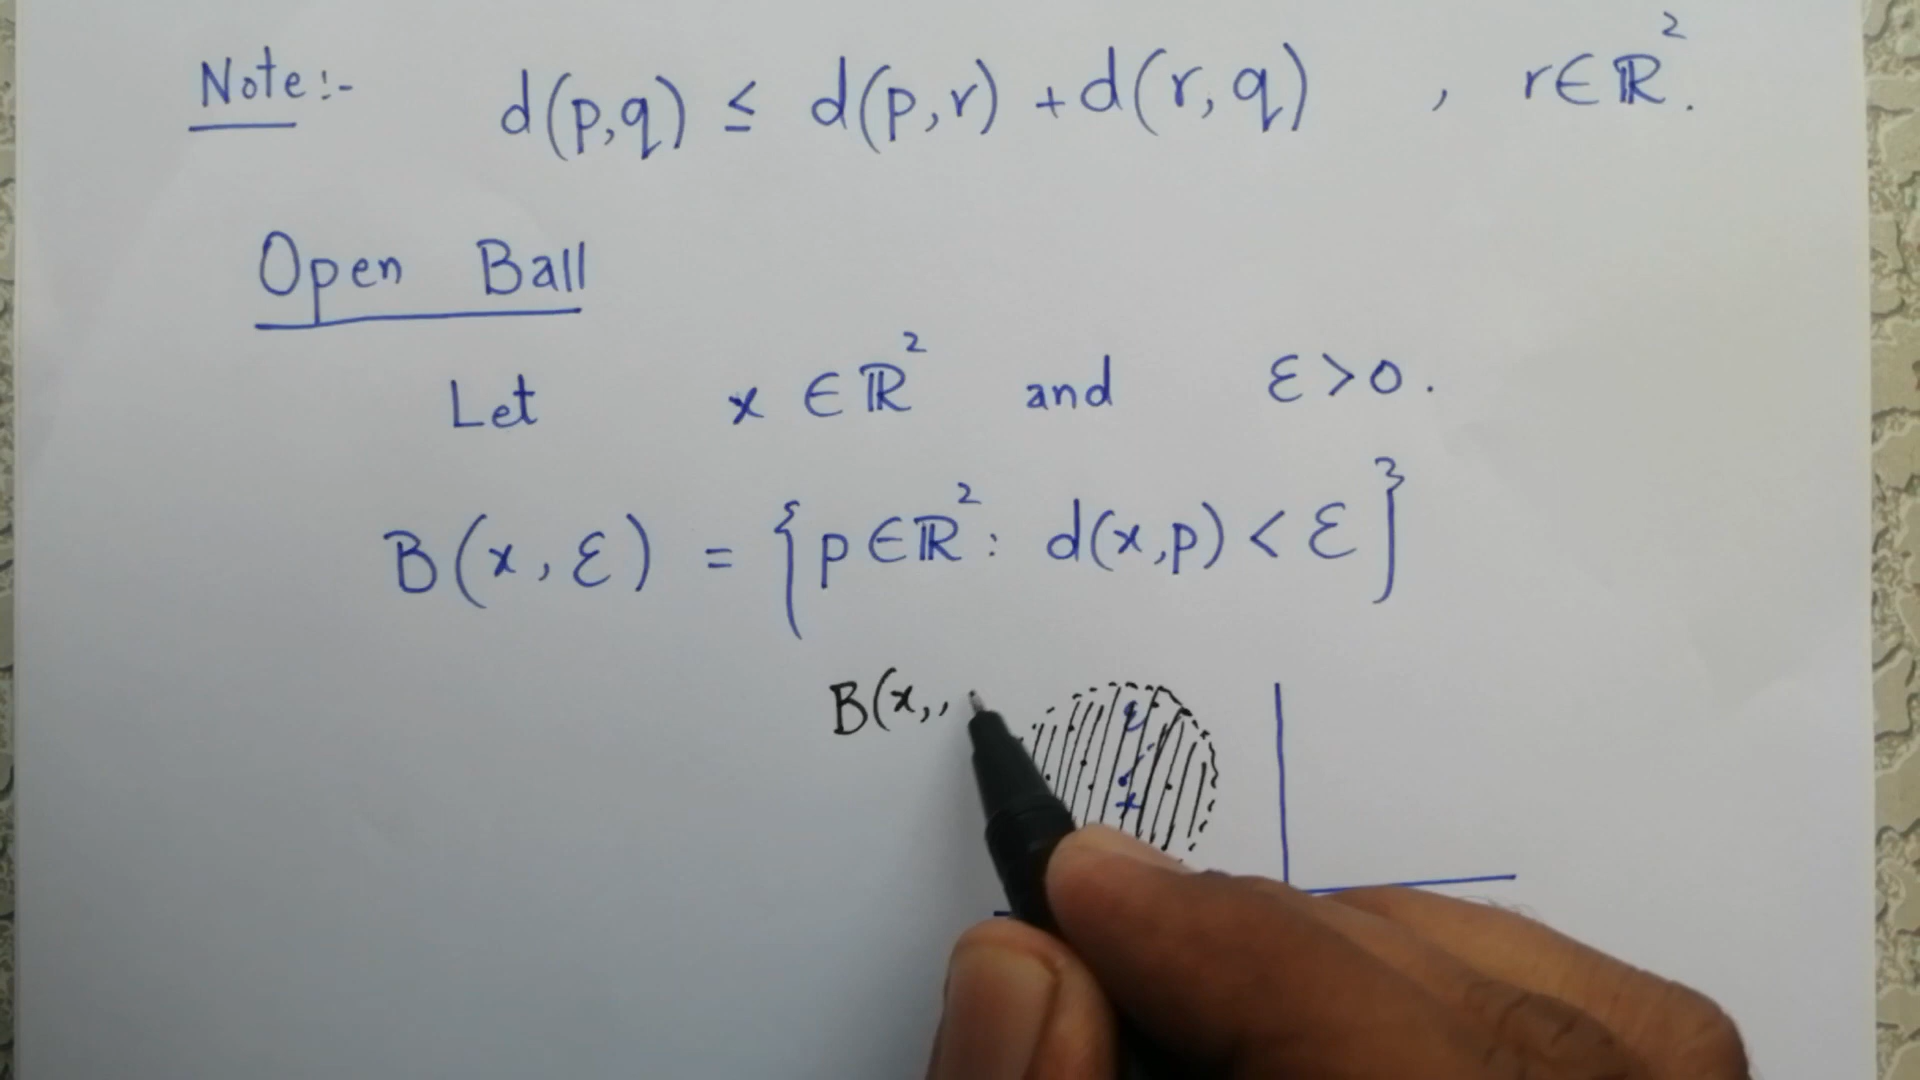 Note:- d(p,q) ≤ d(p,r) + d(r,q) , r∈ℝ².
Open Ball
Let x ∈ ℝ² and ε>0.
B(x,ε) = {p∈ℝ²: d(x,p) < ε}
B(x,,
ε
x